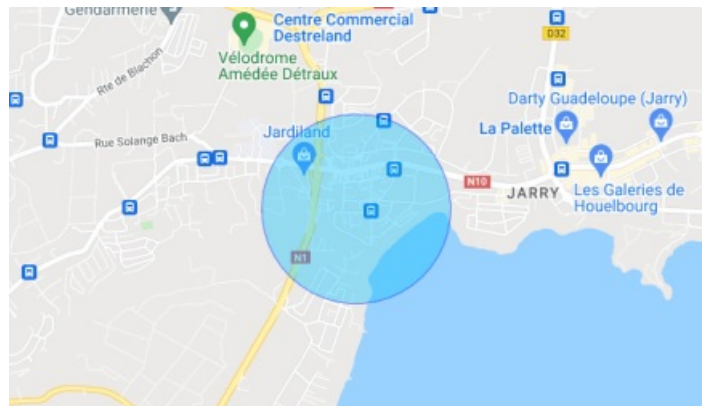 Gendarmerie
Centre Commercial
Destreland
D32
Vélodrome
Amédée Détraux
Rte de Blachon
Darty Guadeloupe (Jarry)
La Palette
Rue Solange Bach
Jardiland
N10
JARRY
Les Galeries de
Houelbourg
N1